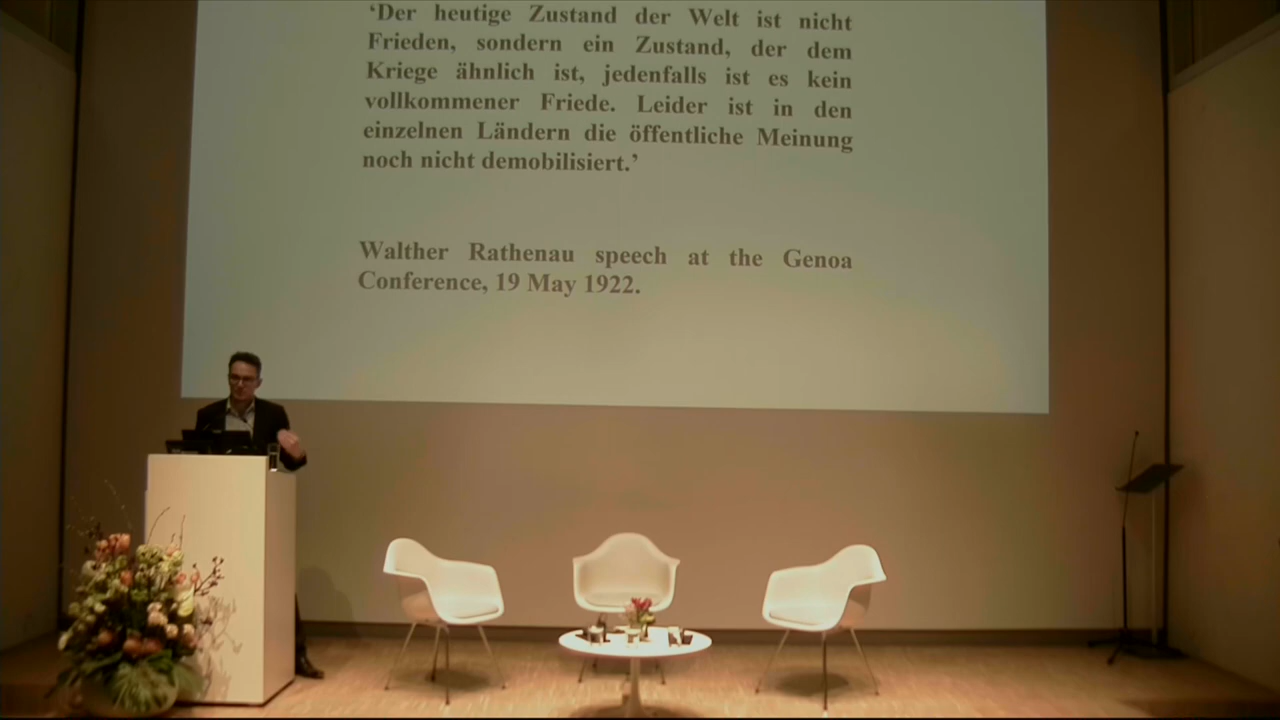 ‘Der heutige Zustand der Welt ist nicht
Frieden, sondern ein Zustand, der dem
Kriege ähnlich ist, jedenfalls ist es kein
vollkommener Friede. Leider ist in den
einzelnen Ländern die öffentliche Meinung
noch nicht demobilisiert.’
Walther Rathenau speech at the Genoa
Conference, 19 May 1922.